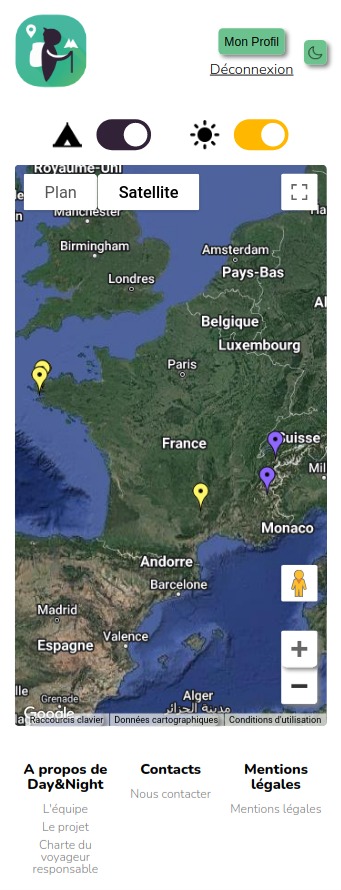 Mon Profil
Déconnexion
Royaume-Uni
Plan
Satellite
Manchester
Birmingham
Amsterdam
Londres
Pays-Bas
Belgique
Luxembourg
Paris
France
Suisse
Mil
Monaco
Andorre
Barcelone
Madrid
Valence
Espagne
Grenade
Alger
مدينة الجزائر
Google
Raccourcis clavier
Données cartographiques
Conditions d'utilisation
A propos de
Day&Night
Contacts
Mentions
légales
L'équipe
Le projet
Charte du
voyageur
responsable
Nous contacter
Mentions légales